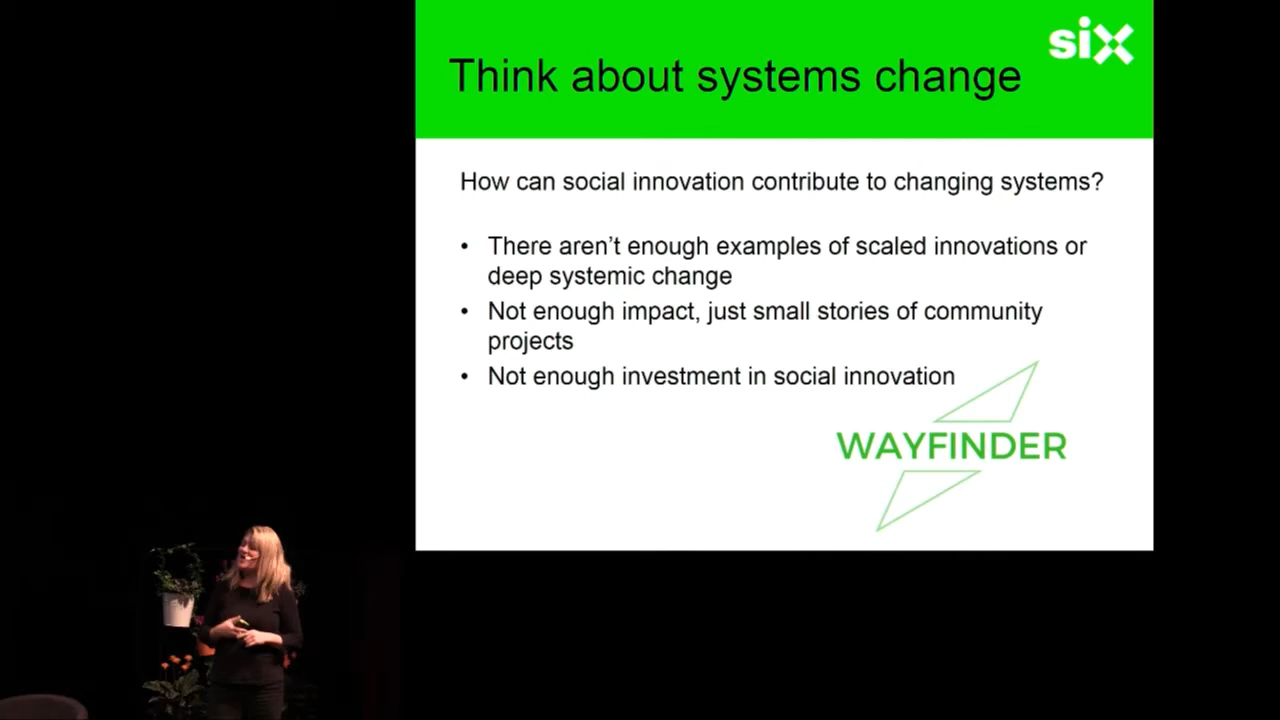 six
Think about systems change
How can social innovation contribute to changing systems?
• There aren’t enough examples of scaled innovations or
deep systemic change
• Not enough impact, just small stories of community
projects
• Not enough investment in social innovation
WAYFINDER